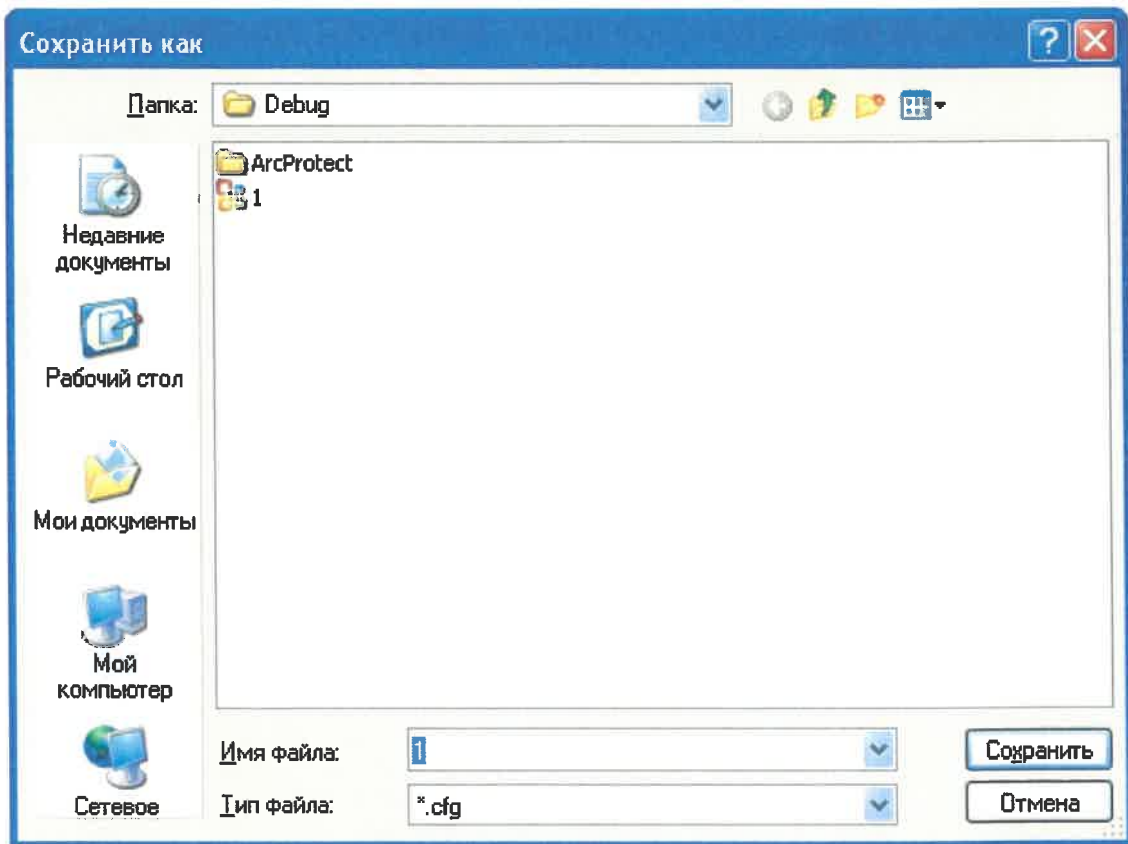 Сохранить как
Папка:
Debug
ArcProtect
1
Недавние
документы
Рабочий стол
Мои документы
Мой
компьютер
Сетевое
Имя файла:
1
Сохранить
Тип файла:
*.cfg
Отмена